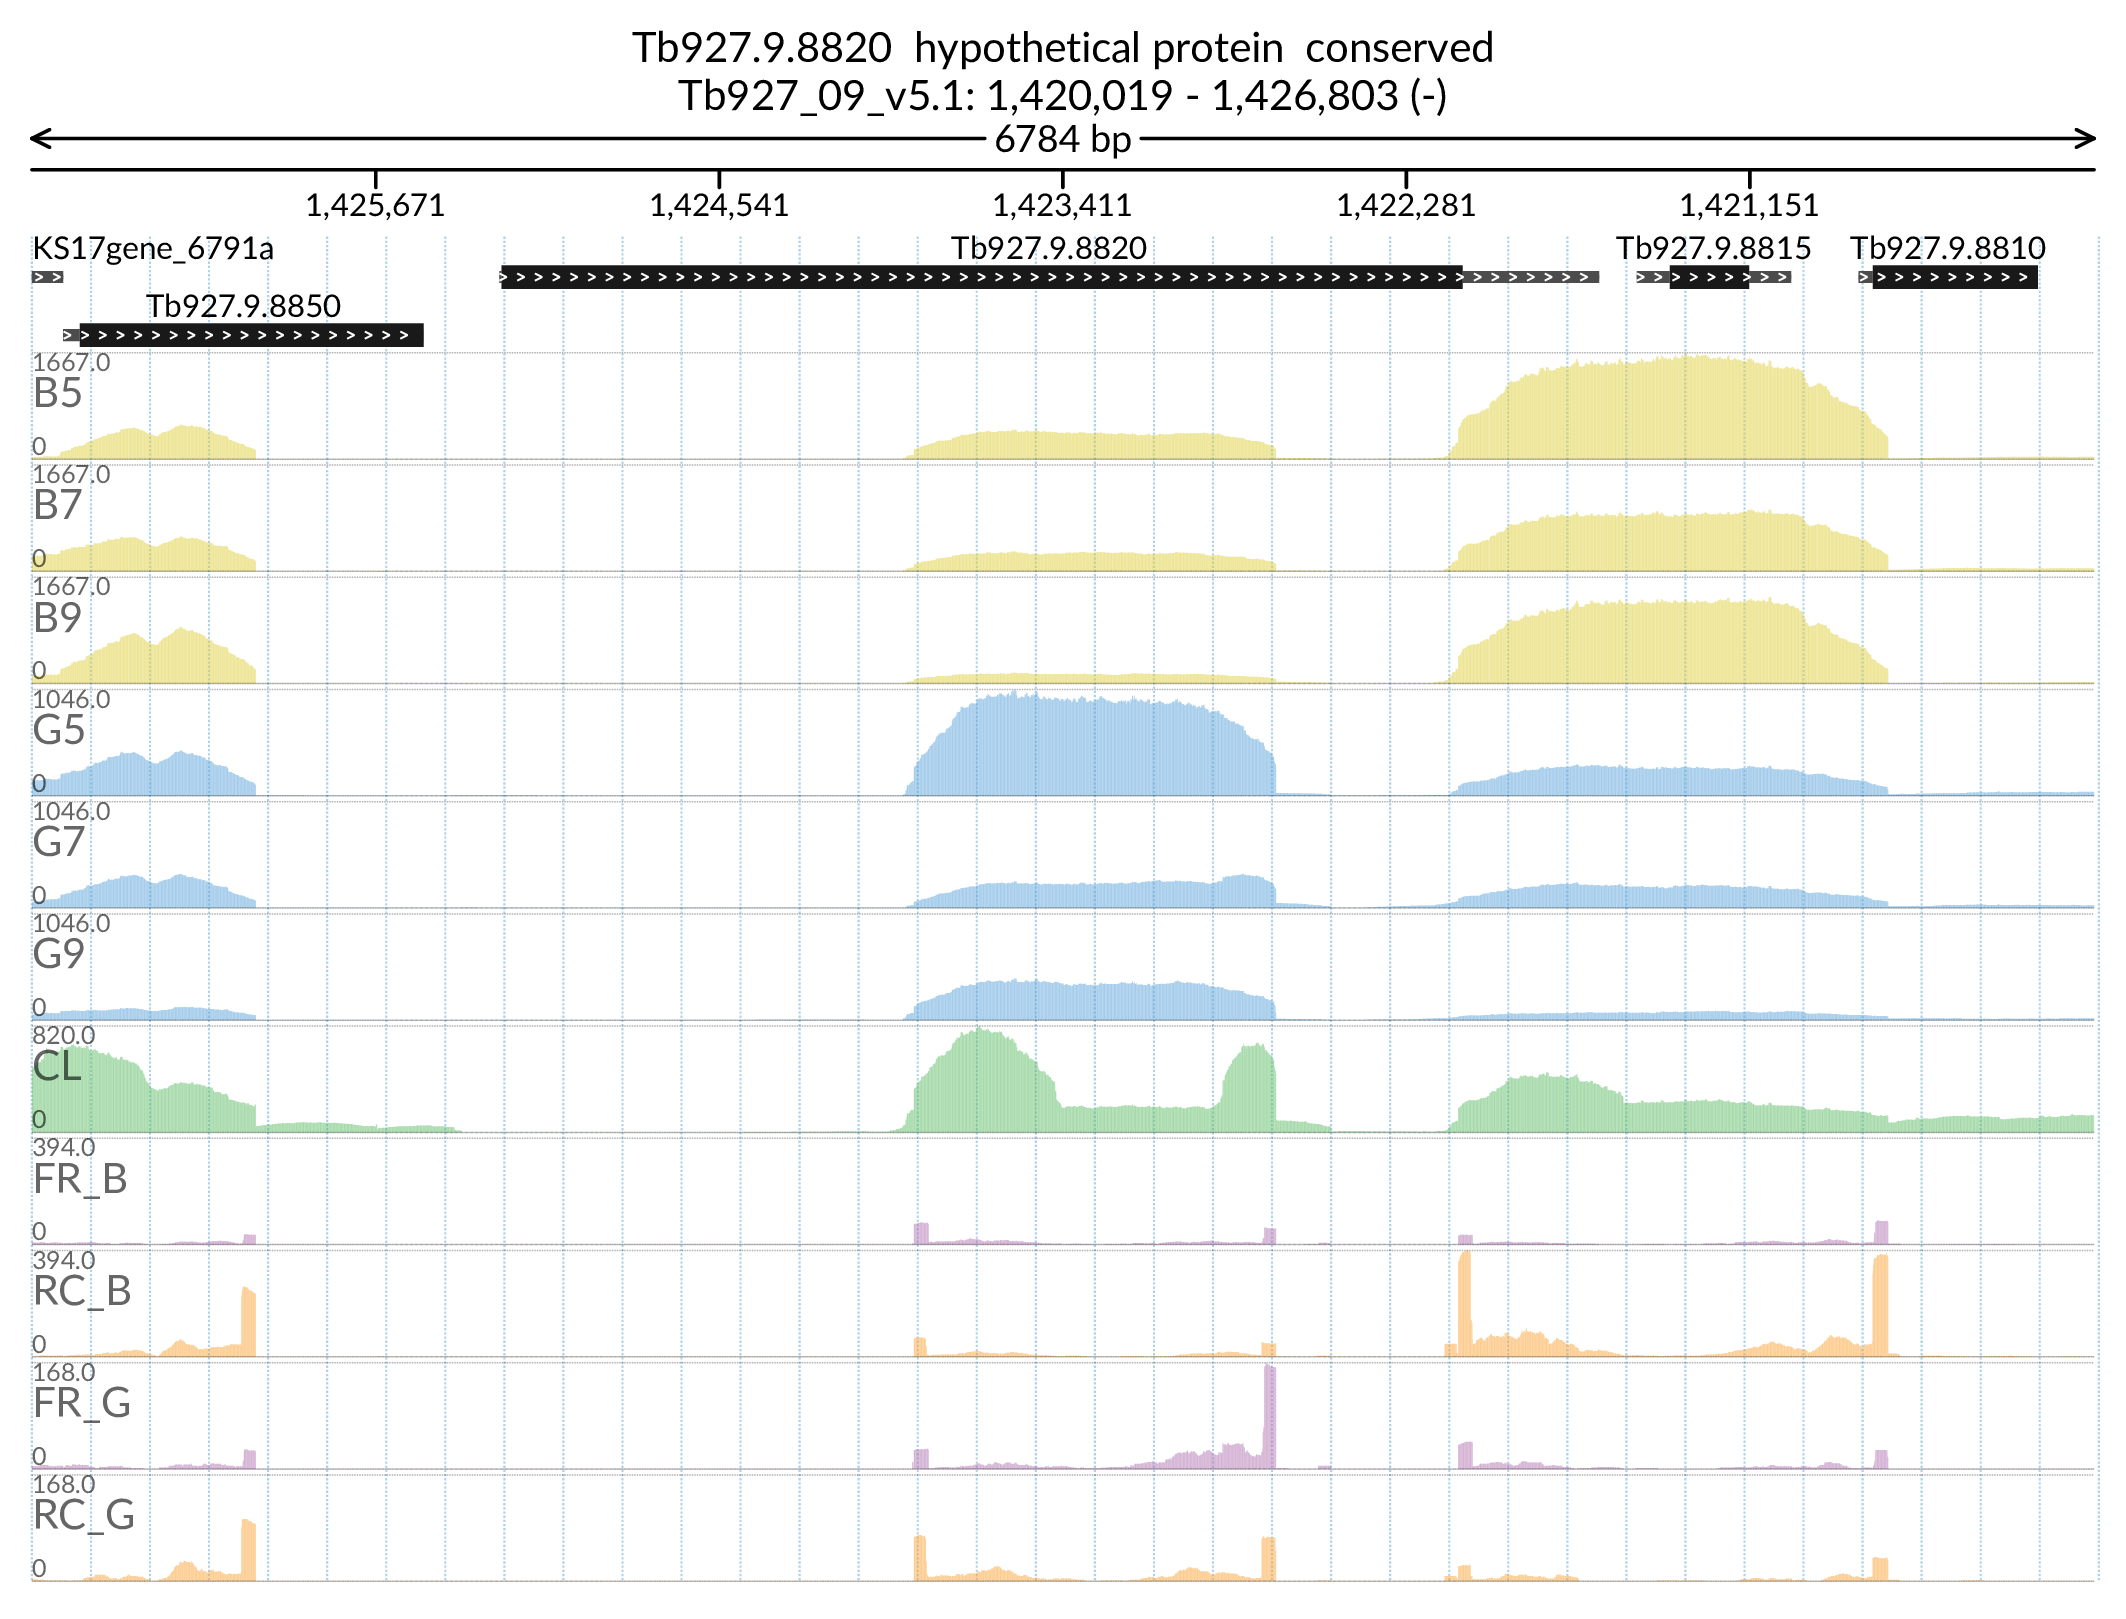 Tb927.9.8820  hypothetical protein  conserved
Tb927_09_v5.1: 1,420,019 - 1,426,803 (-)
6784 bp
1,425,671 1,424,541 1,423,411 1,422,281 1,421,151
KS17gene_6791a Tb927.9.8820 Tb927.9.8815 Tb927.9.8810
Tb927.9.8850
1667.0
B5
0
1667.0
B7
0
1667.0
B9
0
1046.0
G5
0
1046.0
G7
0
1046.0
G9
0
820.0
CL
0
394.0
FR_B
0
394.0
RC_B
0
168.0
FR_G
0
168.0
RC_G
0